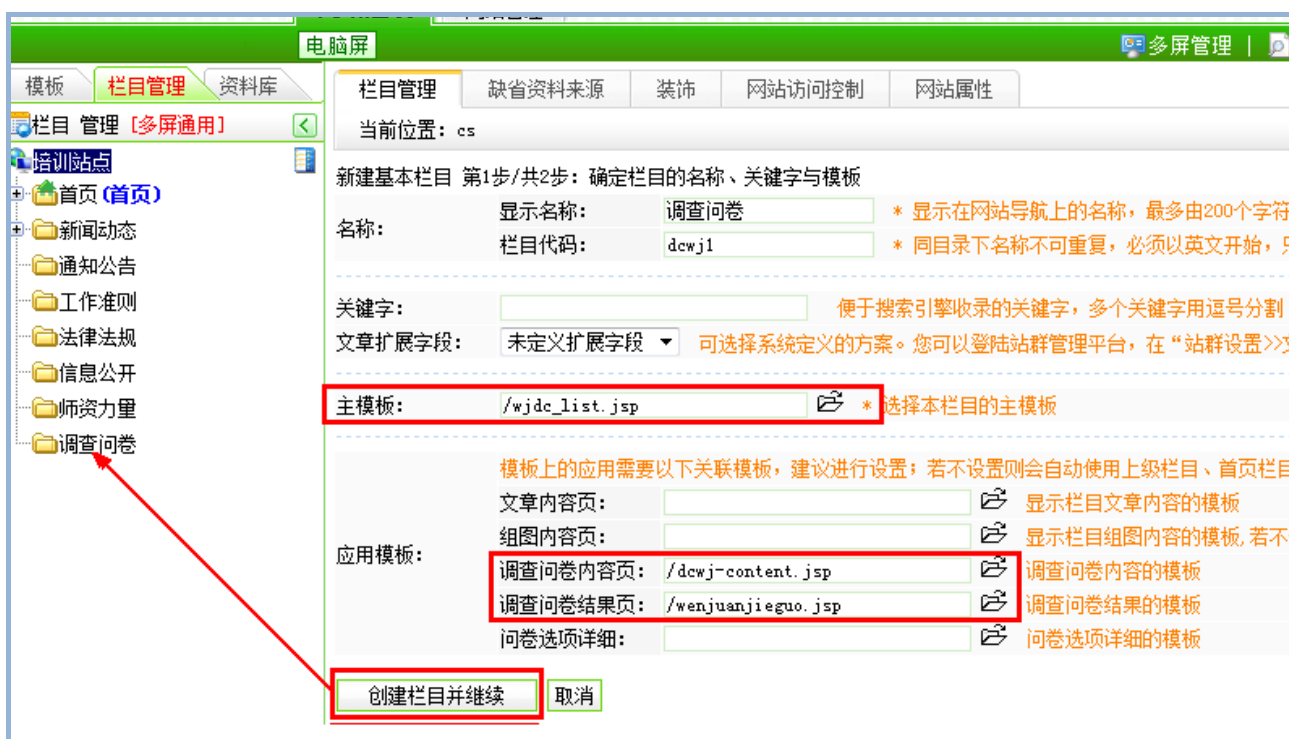 电脑屏
多屏管理 |
模板 栏目管理 资料库
栏目管理 缺省资料来源 装饰 网站访问控制 网站属性
栏目 管理 [多屏通用]
当前位置: cs
培训站点
首页(首页)
新闻动态
通知公告
工作准则
法律法规
信息公开
师资力量
调查问卷
新建基本栏目 第1步/共2步: 确定栏目的名称、关键字与模板
名称:
显示名称: 调查问卷 * 显示在网站导航上的名称，最多由200个字符
栏目代码: dcwj1 * 同目录下名称不可重复，必须以英文开始，
关键字: 便于搜索引擎收录的关键字，多个关键字用逗号分割
文章扩展字段: 未定义扩展字段 可选择系统定义的方案。您可以登陆站群管理平台，在“站群设置>>
主模板: /wjdc_list.jsp * 选择本栏目的主模板
应用模板:
模板上的应用需要以下关联模板，建议进行设置；若不设置则会自动使用上级栏目、首页栏目
文章内容页: 显示栏目文章内容的模板
组图内容页: 显示栏目组图内容的模板,若不
调查问卷内容页: /dcwj-content.jsp 调查问卷内容的模板
调查问卷结果页: /wenjuanjieguo.jsp 调查问卷结果的模板
问卷选项详细: 问卷选项详细的模板
创建栏目并继续 取消